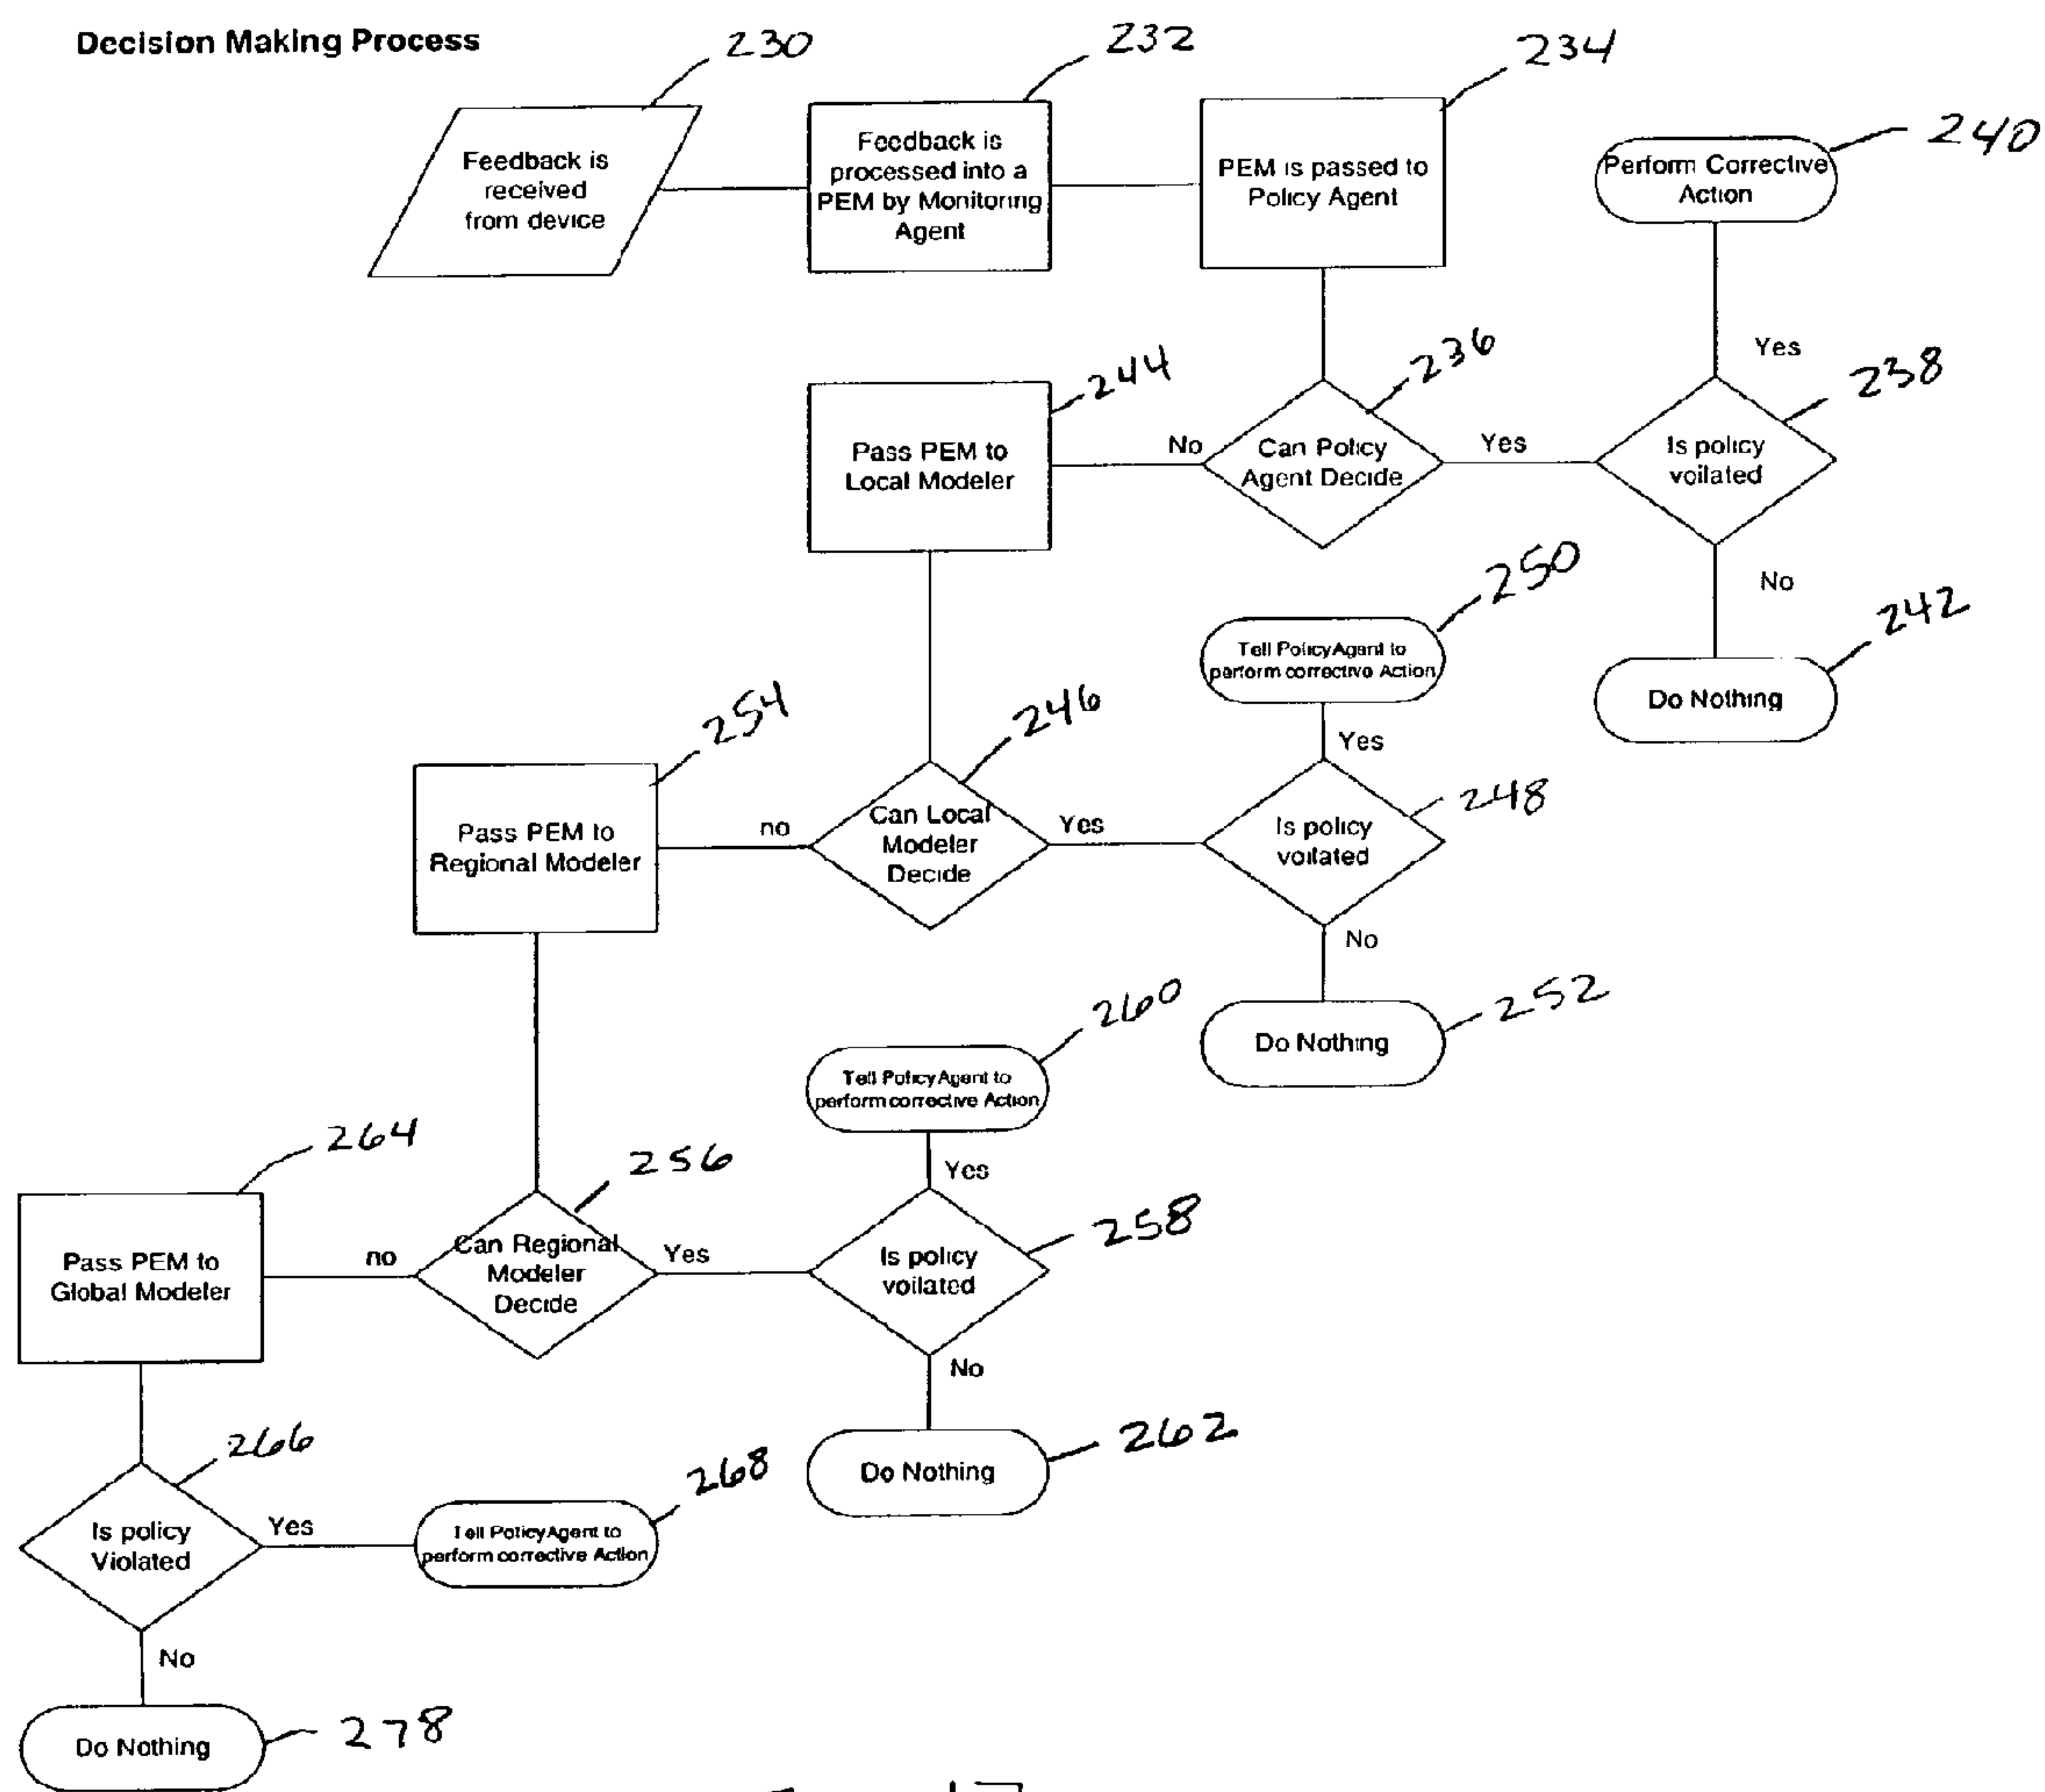 Decision Making Process
230
232
234
240
Feedback is
received
from device
Feedback is
processed into a
PEM by Monitoring
Agent
PEM is passed to
Policy Agent
Perform Corrective
Action
Yes
244
236
238
Pass PEM to
Local Modeler
No
Can Policy
Agent Decide
Yes
Is policy
voilated
No
250
242
Tell PolicyAgent to
perform corrective Action
Do Nothing
254
246
Yes
248
Pass PEM to
Regional Modeler
no
Can Local
Modeler
Decide
Yes
Is policy
voilated
No
260
252
Tell PolicyAgent to
perform corrective Action
Do Nothing
264
256
Yes
258
Pass PEM to
Global Modeler
no
Can Regional
Modeler
Decide
Yes
Is policy
voilated
No
266
268
262
Do Nothing
Is policy
Violated
Yes
Tell PolicyAgent to
perform corrective Action
No
Do Nothing
278